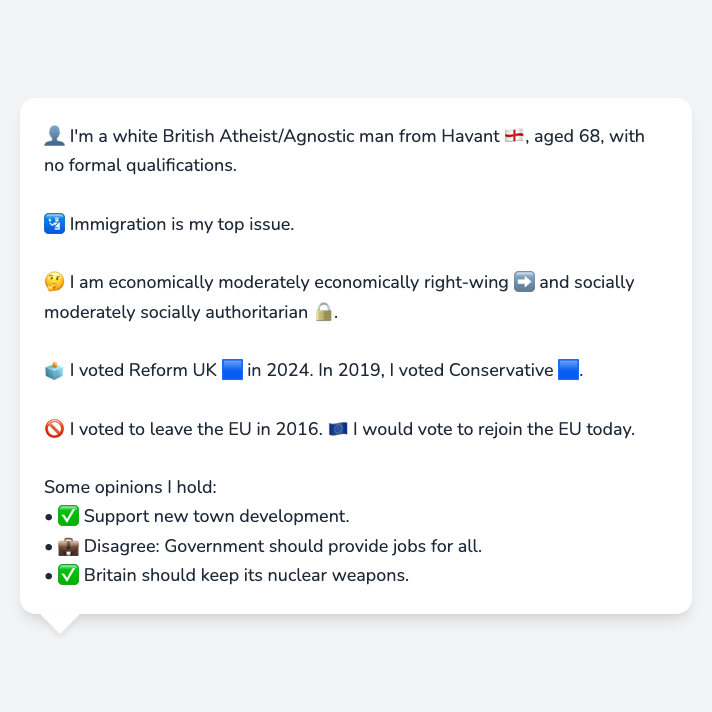 👤 I'm a white British Atheist/Agnostic man from Havant 🏴󠁧󠁢󠁥󠁮󠁧󠁿, aged 68, with
no formal qualifications.
🛂 Immigration is my top issue.
🤔 I am economically moderately economically right-wing ➡️ and socially
moderately socially authoritarian 🔒.
🗳️ I voted Reform UK 🟦 in 2024. In 2019, I voted Conservative 🟦.
🚫 I voted to leave the EU in 2016. 🇪🇺 I would vote to rejoin the EU today.
Some opinions I hold:
• ✅ Support new town development.
• 💼 Disagree: Government should provide jobs for all.
• ✅ Britain should keep its nuclear weapons.